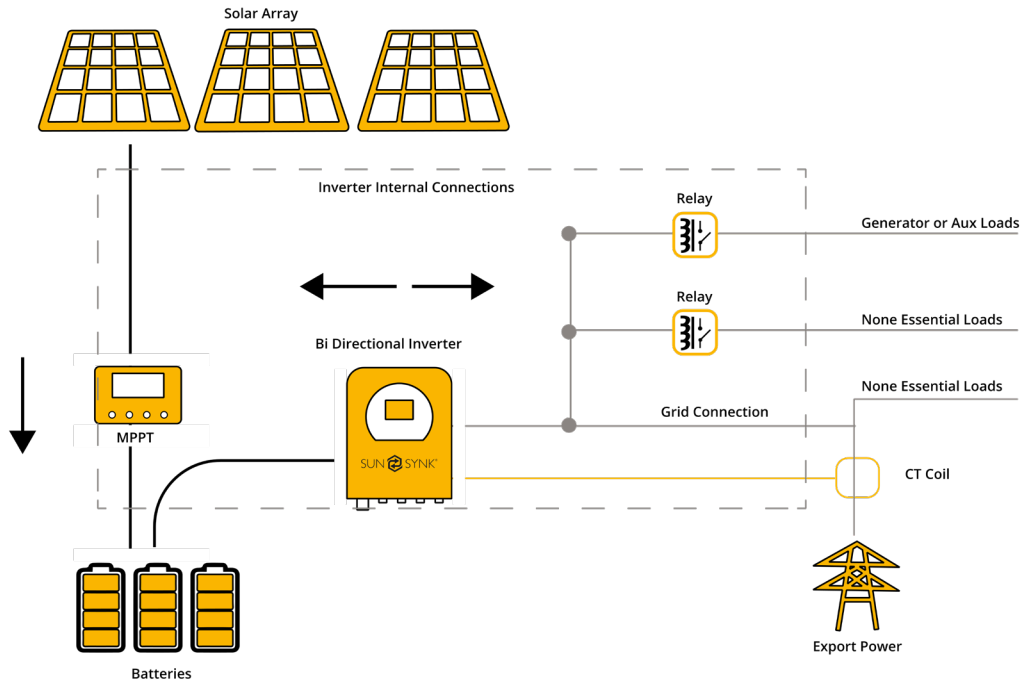 Solar Array
Inverter Internal Connections
Relay
Generator or Aux Loads
Relay
None Essential Loads
Bi Directional Inverter
None Essential Loads
Grid Connection
MPPT
SUN SYNK
CT Coil
Export Power
Batteries